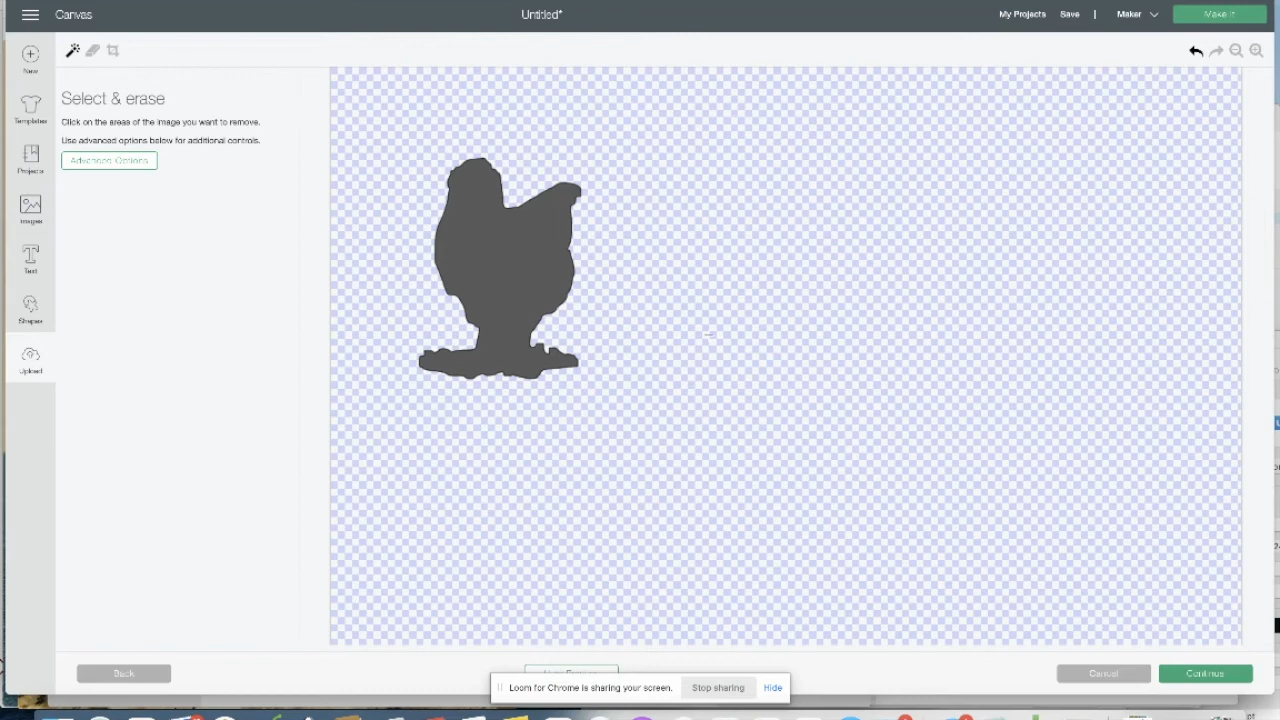 Canvas
Untitled*
My Projects
Save
|
Maker
Make It
New
Templates
Projects
Images
Text
Shapes
Upload
Select & erase
Click on the areas of the image you want to remove.
Use advanced options below for additional controls.
Advanced Options
Back
Cancel
Continue
Loom for Chrome is sharing your screen.
Stop sharing
Hide